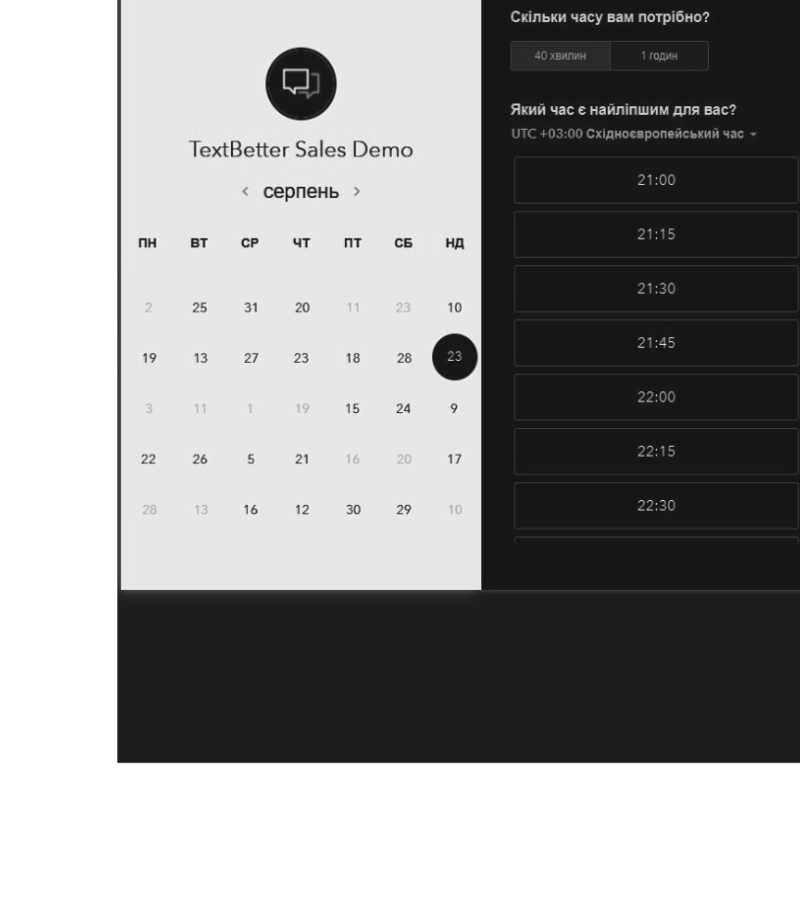 TextBetter Sales Demo
< серпень >
ПН ВТ СР ЧТ ПТ СБ НД
2 25 31 20 11 23 10
19 13 27 23 18 28 23
3 11 1 19 15 24 9
22 26 5 21 16 20 17
28 13 16 12 30 29 10
Скільки часу вам потрібно?
40 хвилин 1 годин
Який час є найліпшим для вас?
UTC +03:00 Східноєвропейський час
21:00
21:15
21:30
21:45
22:00
22:15
22:30